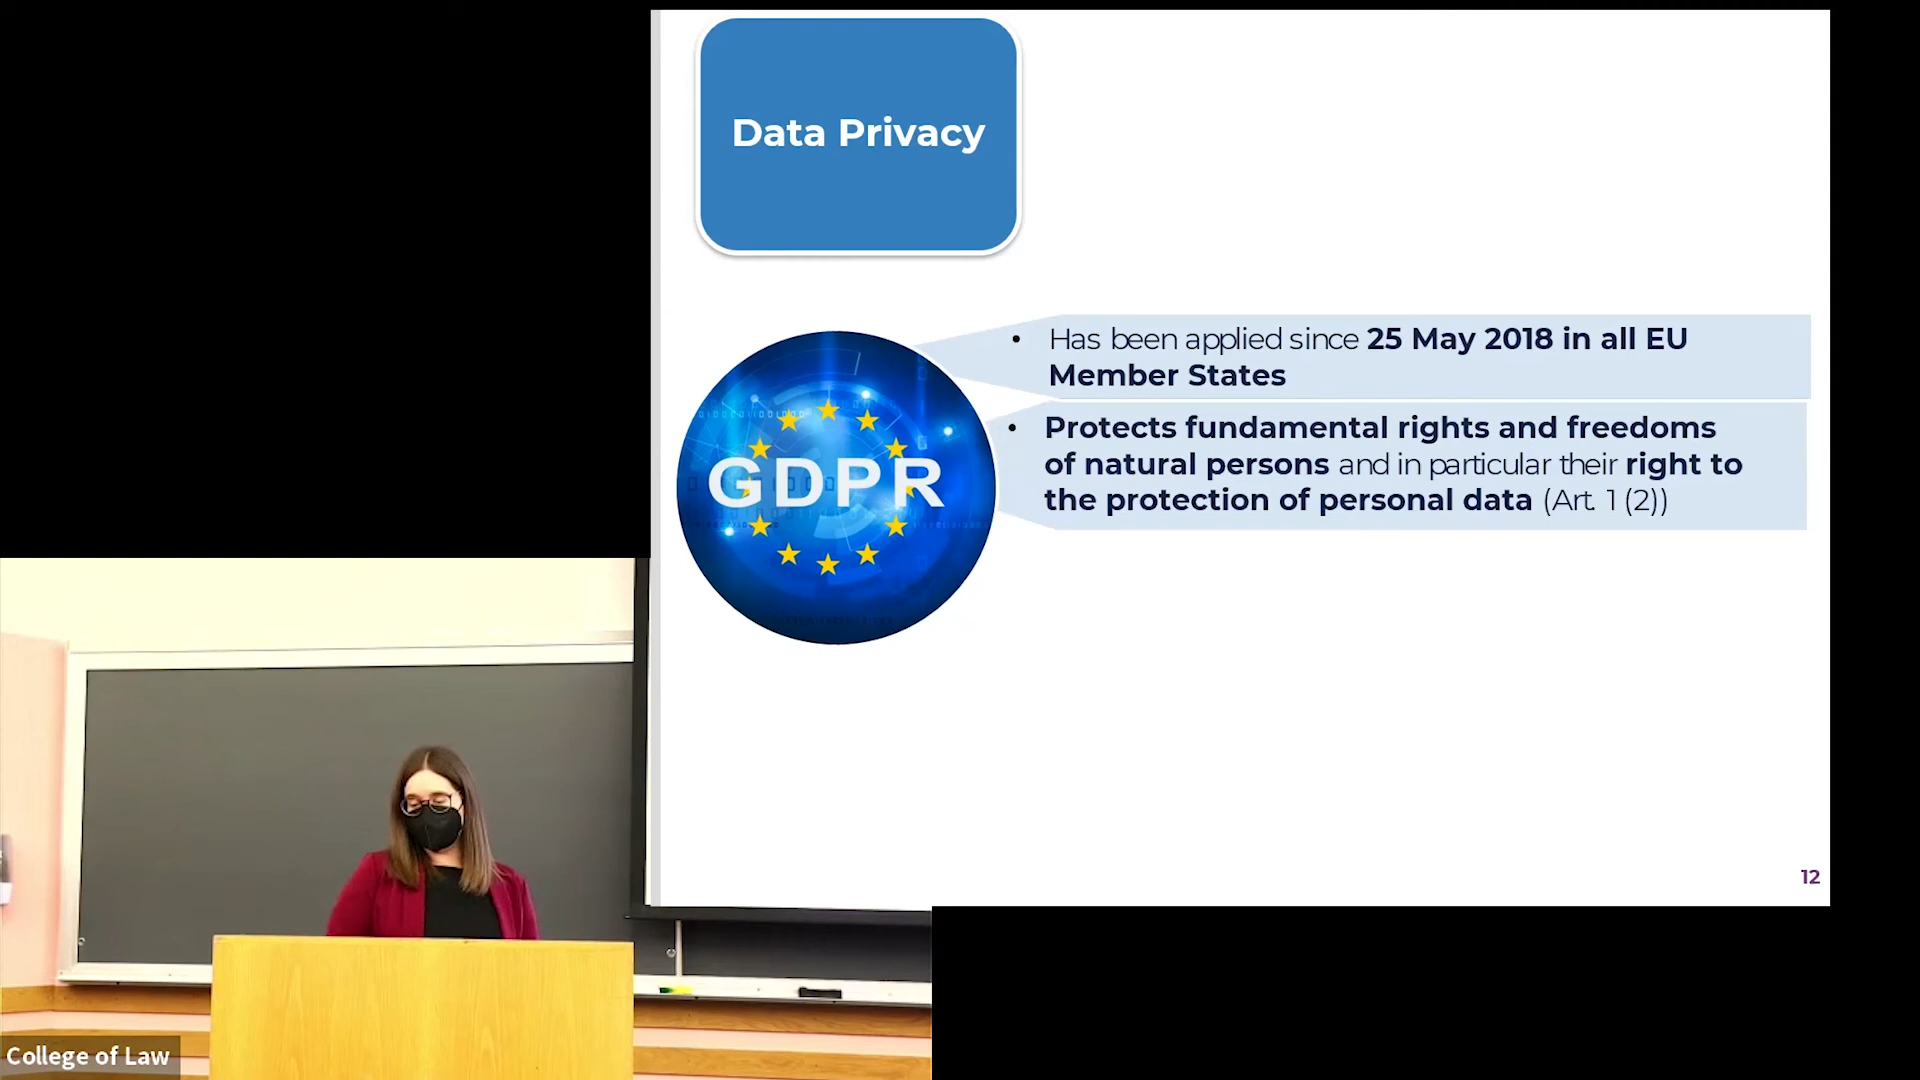 Data Privacy
GDPR
• Has been applied since 25 May 2018 in all EU
Member States
• Protects fundamental rights and freedoms
of natural persons and in particular their right to
the protection of personal data (Art. 1 (2))
12
College of Law